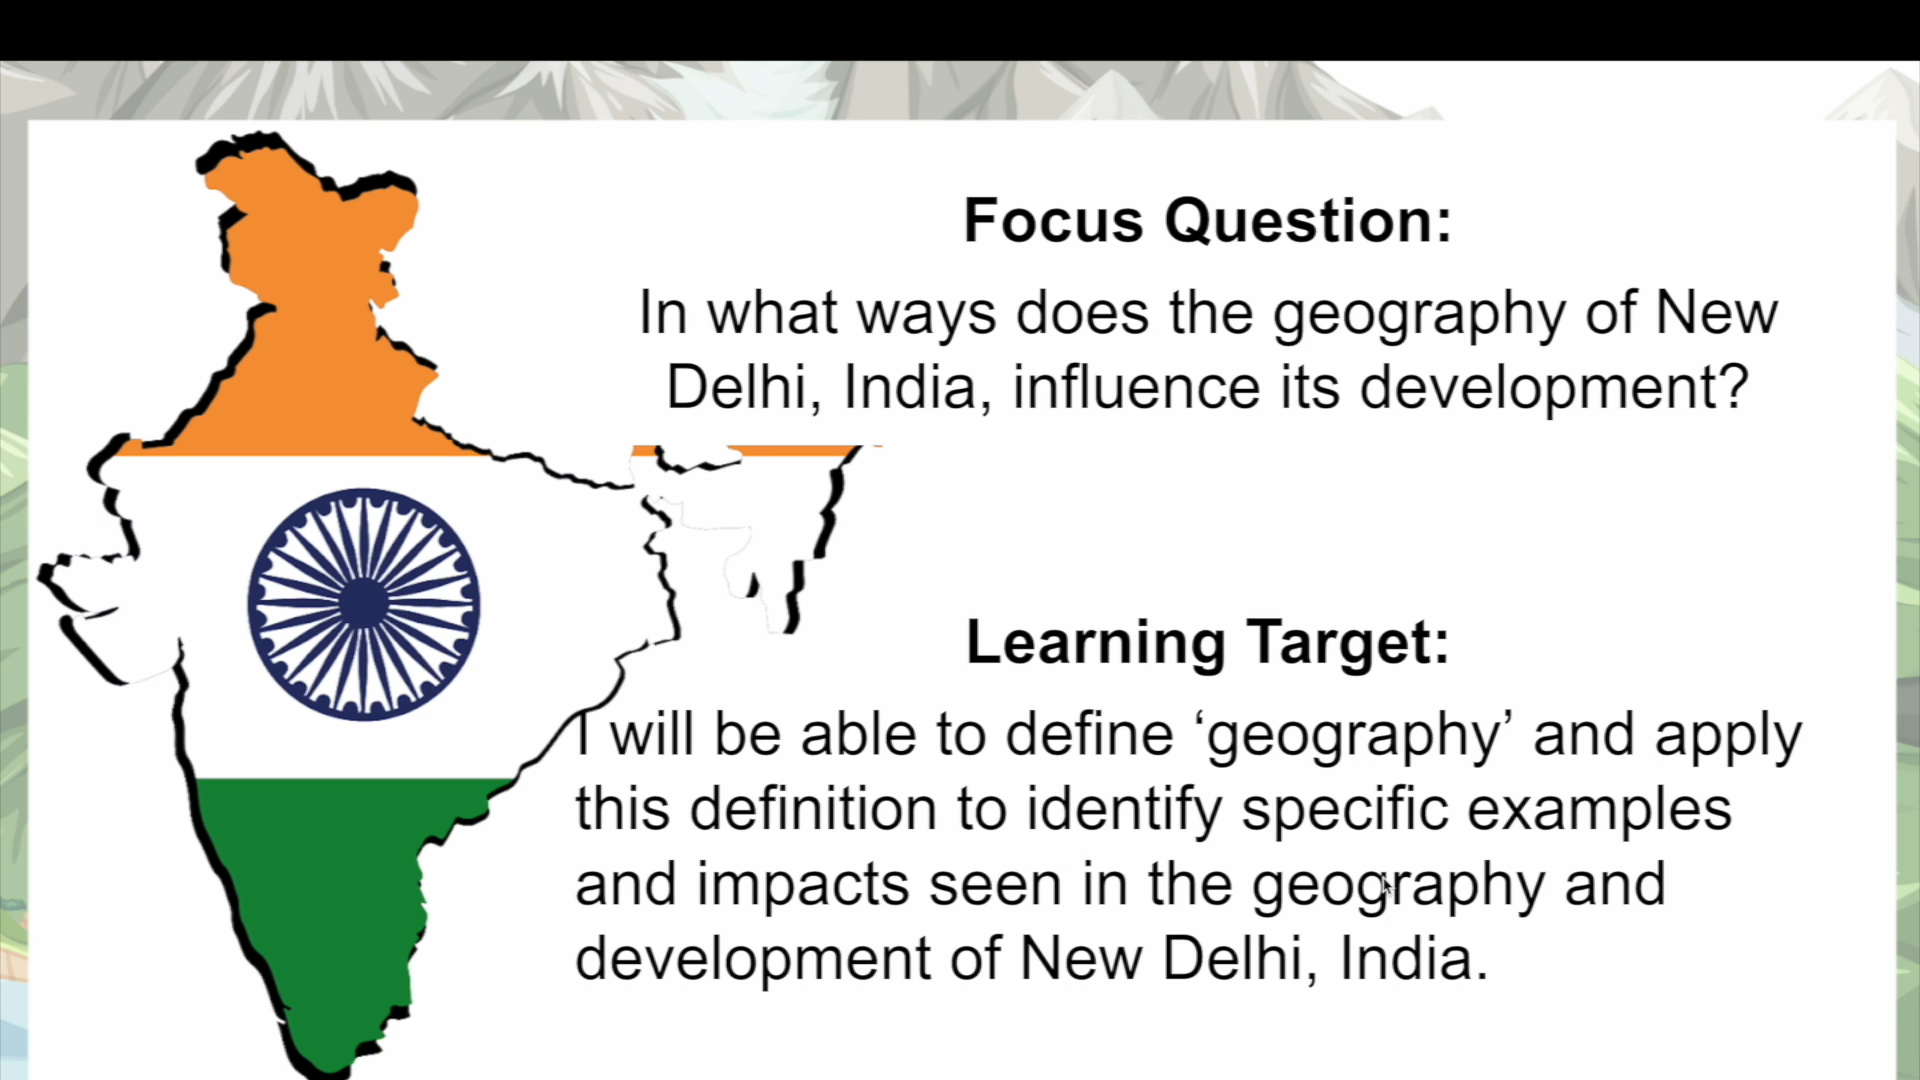 Focus Question:
In what ways does the geography of New
Delhi, India, influence its development?
Learning Target:
I will be able to define ‘geography’ and apply
this definition to identify specific examples
and impacts seen in the geography and
development of New Delhi, India.